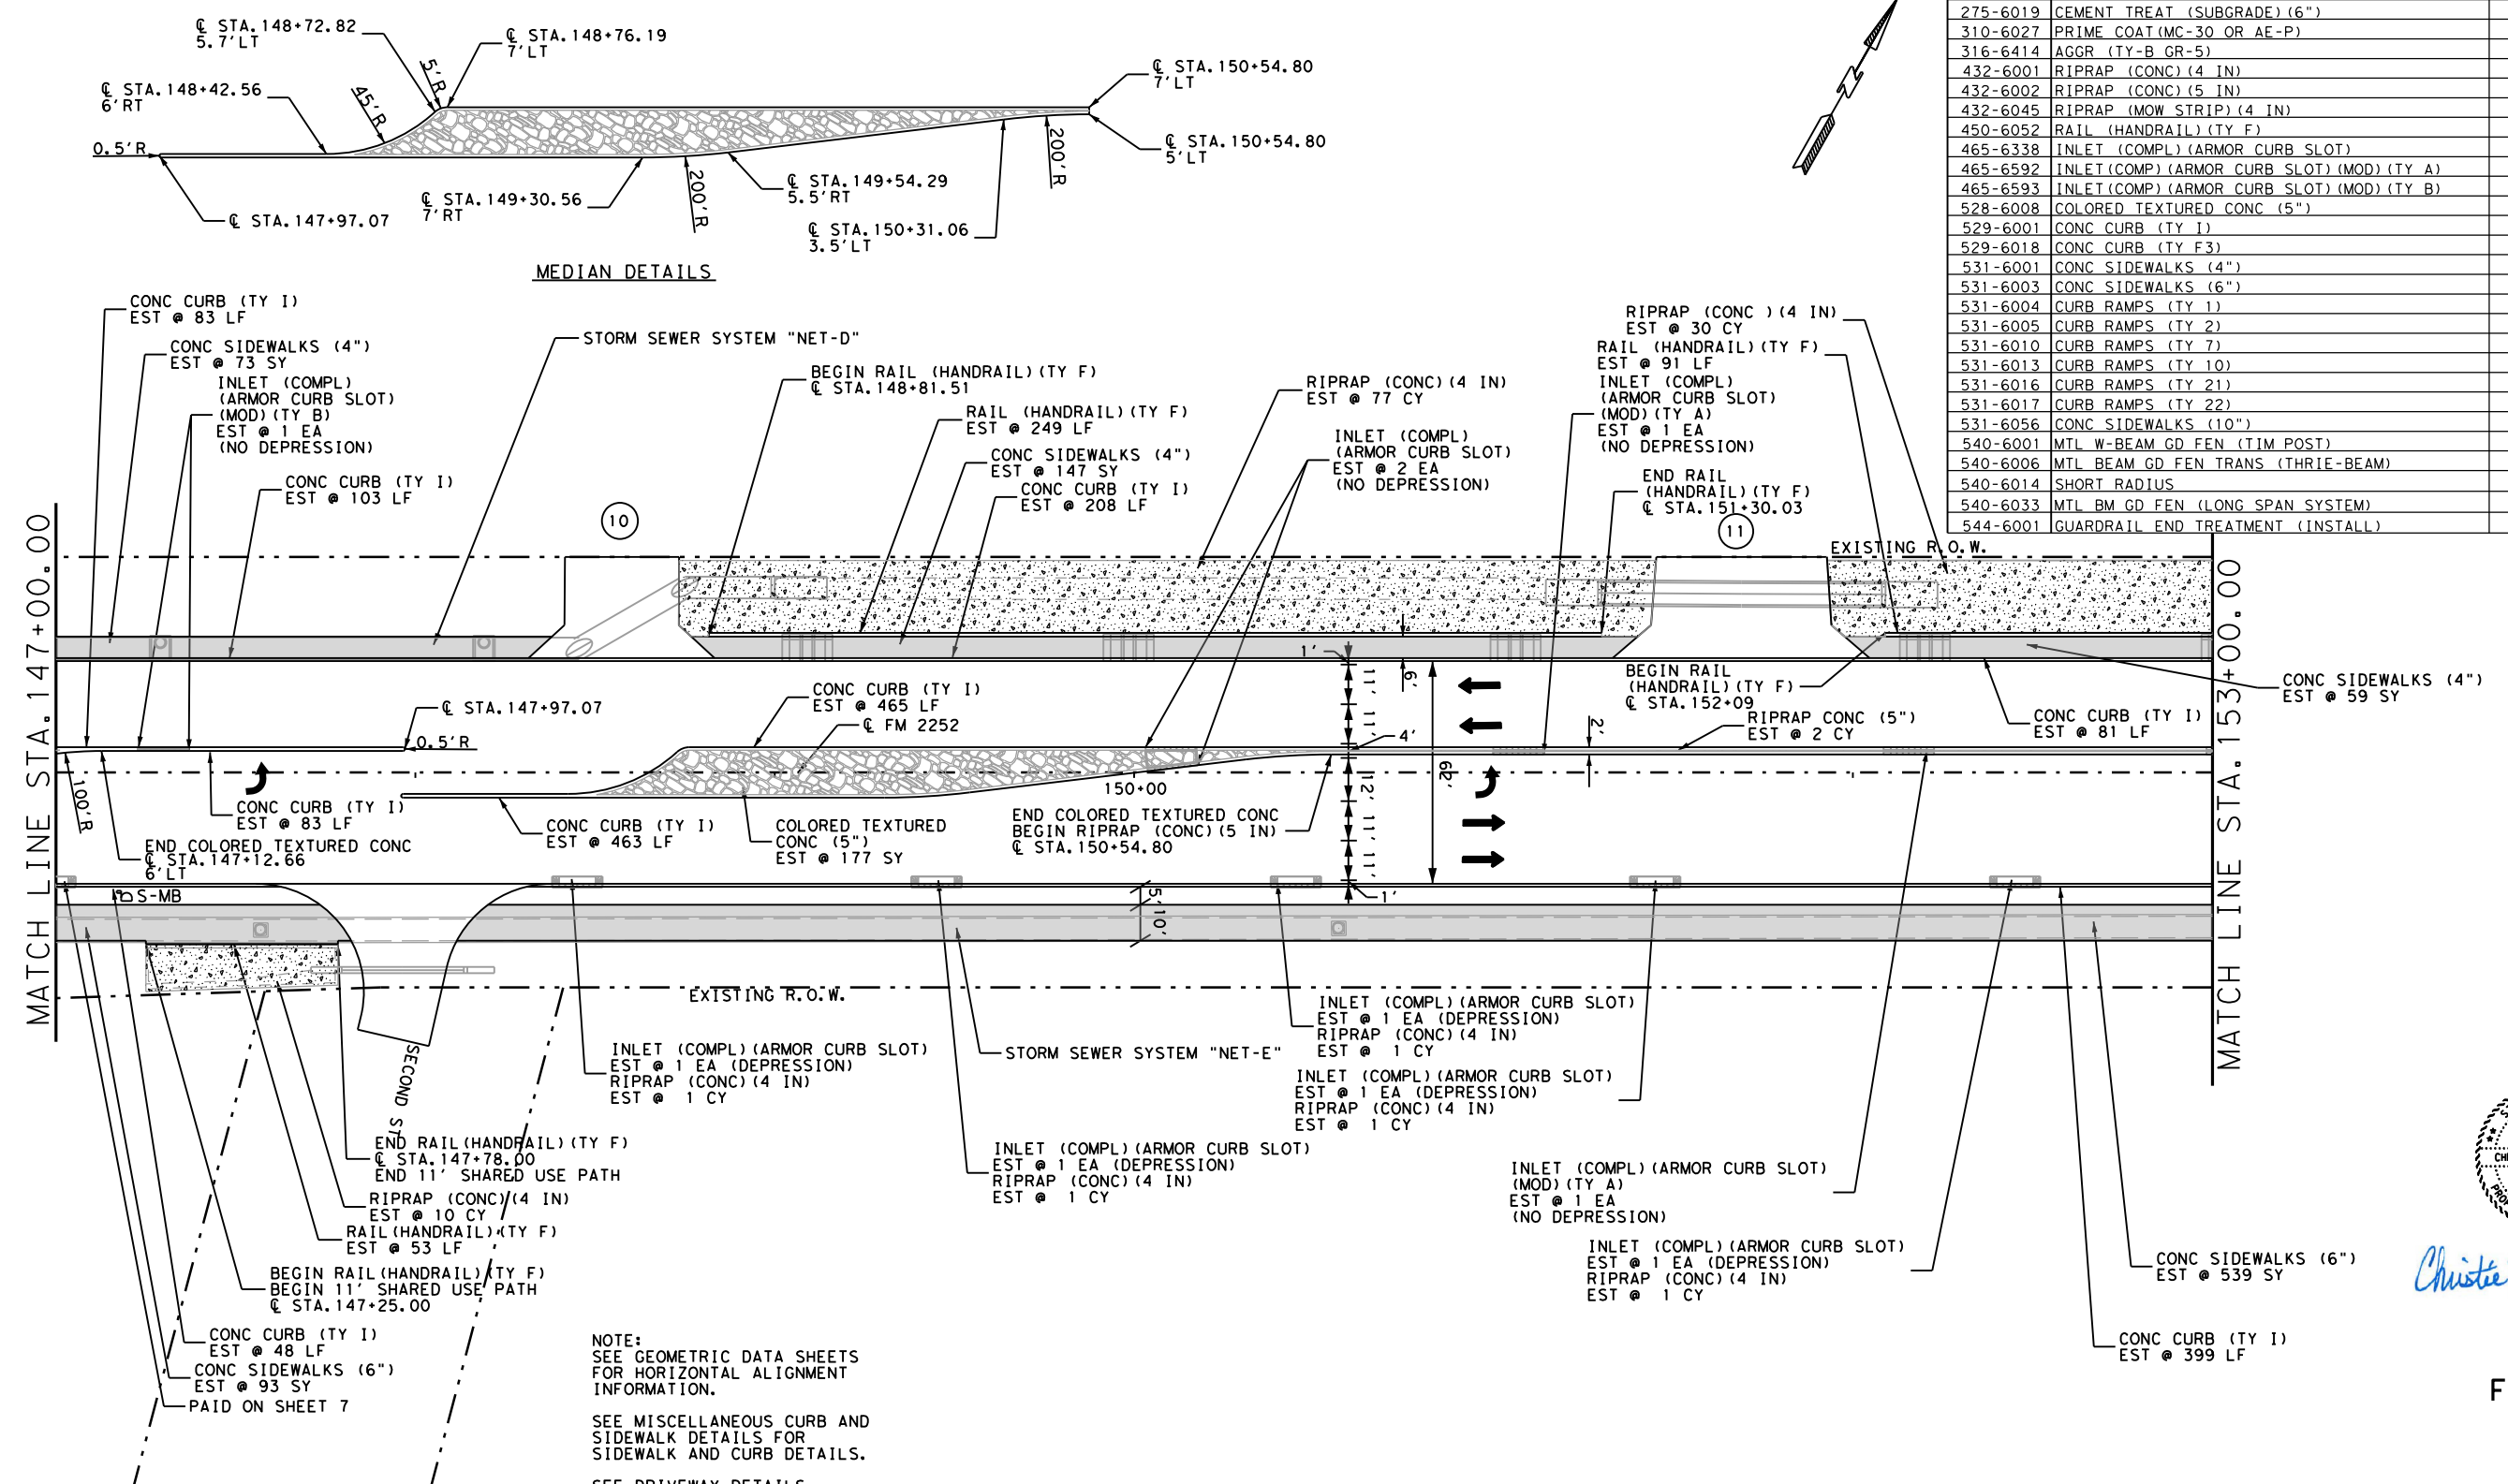 ℄ STA.148+72.82
5.7'LT
℄ STA.148+76.19
7'LT
℄ STA.148+42.56
6'RT
5'R
45'R
0.5'R
℄ STA.147+97.07
℄ STA.149+30.56
7'RT
200'R
℄ STA.149+54.29
5.5'RT
℄ STA.150+31.06
3.5'LT
200'R
℄ STA.150+54.80
7'LT
℄ STA.150+54.80
5'LT
MEDIAN DETAILS
275-6019 CEMENT TREAT (SUBGRADE)(6")
310-6027 PRIME COAT(MC-30 OR AE-P)
316-6414 AGGR (TY-B GR-5)
432-6001 RIPRAP (CONC)(4 IN)
432-6002 RIPRAP (CONC)(5 IN)
432-6045 RIPRAP (MOW STRIP)(4 IN)
450-6052 RAIL (HANDRAIL)(TY F)
465-6338 INLET (COMPL)(ARMOR CURB SLOT)
465-6592 INLET(COMP)(ARMOR CURB SLOT)(MOD)(TY A)
465-6593 INLET(COMP)(ARMOR CURB SLOT)(MOD)(TY B)
528-6008 COLORED TEXTURED CONC (5")
529-6001 CONC CURB (TY I)
529-6018 CONC CURB (TY F3)
531-6001 CONC SIDEWALKS (4")
531-6003 CONC SIDEWALKS (6")
531-6004 CURB RAMPS (TY 1)
531-6005 CURB RAMPS (TY 2)
531-6010 CURB RAMPS (TY 7)
531-6013 CURB RAMPS (TY 10)
531-6016 CURB RAMPS (TY 21)
531-6017 CURB RAMPS (TY 22)
531-6056 CONC SIDEWALKS (10")
540-6001 MTL W-BEAM GD FEN (TIM POST)
540-6006 MTL BEAM GD FEN TRANS (THRIE-BEAM)
540-6014 SHORT RADIUS
540-6033 MTL BM GD FEN (LONG SPAN SYSTEM)
544-6001 GUARDRAIL END TREATMENT (INSTALL)
CONC CURB (TY I)
EST @ 83 LF
CONC SIDEWALKS (4")
EST @ 73 SY
INLET (COMPL)
(ARMOR CURB SLOT)
(MOD)(TY B)
EST @ 1 EA
(NO DEPRESSION)
CONC CURB (TY I)
EST @ 103 LF
STORM SEWER SYSTEM "NET-D"
BEGIN RAIL (HANDRAIL)(TY F)
℄ STA.148+81.51
RAIL (HANDRAIL)(TY F)
EST @ 249 LF
CONC SIDEWALKS (4")
EST @ 147 SY
CONC CURB (TY I)
EST @ 208 LF
RIPRAP (CONC)(4 IN)
EST @ 77 CY
INLET (COMPL)
(ARMOR CURB SLOT)
EST @ 2 EA
(NO DEPRESSION)
RIPRAP (CONC )(4 IN)
EST @ 30 CY
RAIL (HANDRAIL)(TY F)
EST @ 91 LF
INLET (COMPL)
(ARMOR CURB SLOT)
(MOD)(TY A)
EST @ 1 EA
(NO DEPRESSION)
END RAIL
(HANDRAIL)(TY F)
℄ STA.151+30.03
10
11
EXISTING R.O.W.
MATCH LINE STA.147+00.00
MATCH LINE STA.153+00.00
℄ STA.147+97.07
0.5'R
CONC CURB (TY I)
EST @ 465 LF
℄ FM 2252
1'
11'
11'
4'
12'
11'
11'
1'
6'
62'
2'
BEGIN RAIL
(HANDRAIL)(TY F)
℄ STA.152+09
RIPRAP CONC (5")
EST @ 2 CY
CONC CURB (TY I)
EST @ 81 LF
CONC SIDEWALKS (4")
EST @ 59 SY
100'R
CONC CURB (TY I)
EST @ 83 LF
END COLORED TEXTURED CONC
℄ STA.147+12.66
6'LT
CONC CURB (TY I)
EST @ 463 LF
COLORED TEXTURED
CONC (5")
EST @ 177 SY
150+00
END COLORED TEXTURED CONC
BEGIN RIPRAP (CONC)(5 IN)
℄ STA.150+54.80
S-MB
5'
10'
EXISTING R.O.W.
SECOND ST
INLET (COMPL)(ARMOR CURB SLOT)
EST @ 1 EA (DEPRESSION)
RIPRAP (CONC)(4 IN)
EST @ 1 CY
STORM SEWER SYSTEM "NET-E"
INLET (COMPL)(ARMOR CURB SLOT)
EST @ 1 EA (DEPRESSION)
RIPRAP (CONC)(4 IN)
EST @ 1 CY
INLET (COMPL)(ARMOR CURB SLOT)
EST @ 1 EA (DEPRESSION)
RIPRAP (CONC)(4 IN)
EST @ 1 CY
INLET (COMPL)(ARMOR CURB SLOT)
EST @ 1 EA (DEPRESSION)
RIPRAP (CONC)(4 IN)
EST @ 1 CY
INLET (COMPL)(ARMOR CURB SLOT)
(MOD)(TY A)
EST @ 1 EA
(NO DEPRESSION)
INLET (COMPL)(ARMOR CURB SLOT)
EST @ 1 EA (DEPRESSION)
RIPRAP (CONC)(4 IN)
EST @ 1 CY
CONC SIDEWALKS (6")
EST @ 539 SY
CONC CURB (TY I)
EST @ 399 LF
END RAIL(HANDRAIL)(TY F)
℄ STA.147+78.00
END 11' SHARED USE PATH
RIPRAP (CONC)(4 IN)
EST @ 10 CY
RAIL(HANDRAIL)(TY F)
EST @ 53 LF
BEGIN RAIL(HANDRAIL)(TY F)
BEGIN 11' SHARED USE PATH
℄ STA.147+25.00
CONC CURB (TY I)
EST @ 48 LF
CONC SIDEWALKS (6")
EST @ 93 SY
PAID ON SHEET 7
NOTE:
SEE GEOMETRIC DATA SHEETS
FOR HORIZONTAL ALIGNMENT
INFORMATION.
SEE MISCELLANEOUS CURB AND
SIDEWALK DETAILS FOR
SIDEWALK AND CURB DETAILS.
SEE DRIVEWAY DETAILS
Christie
F